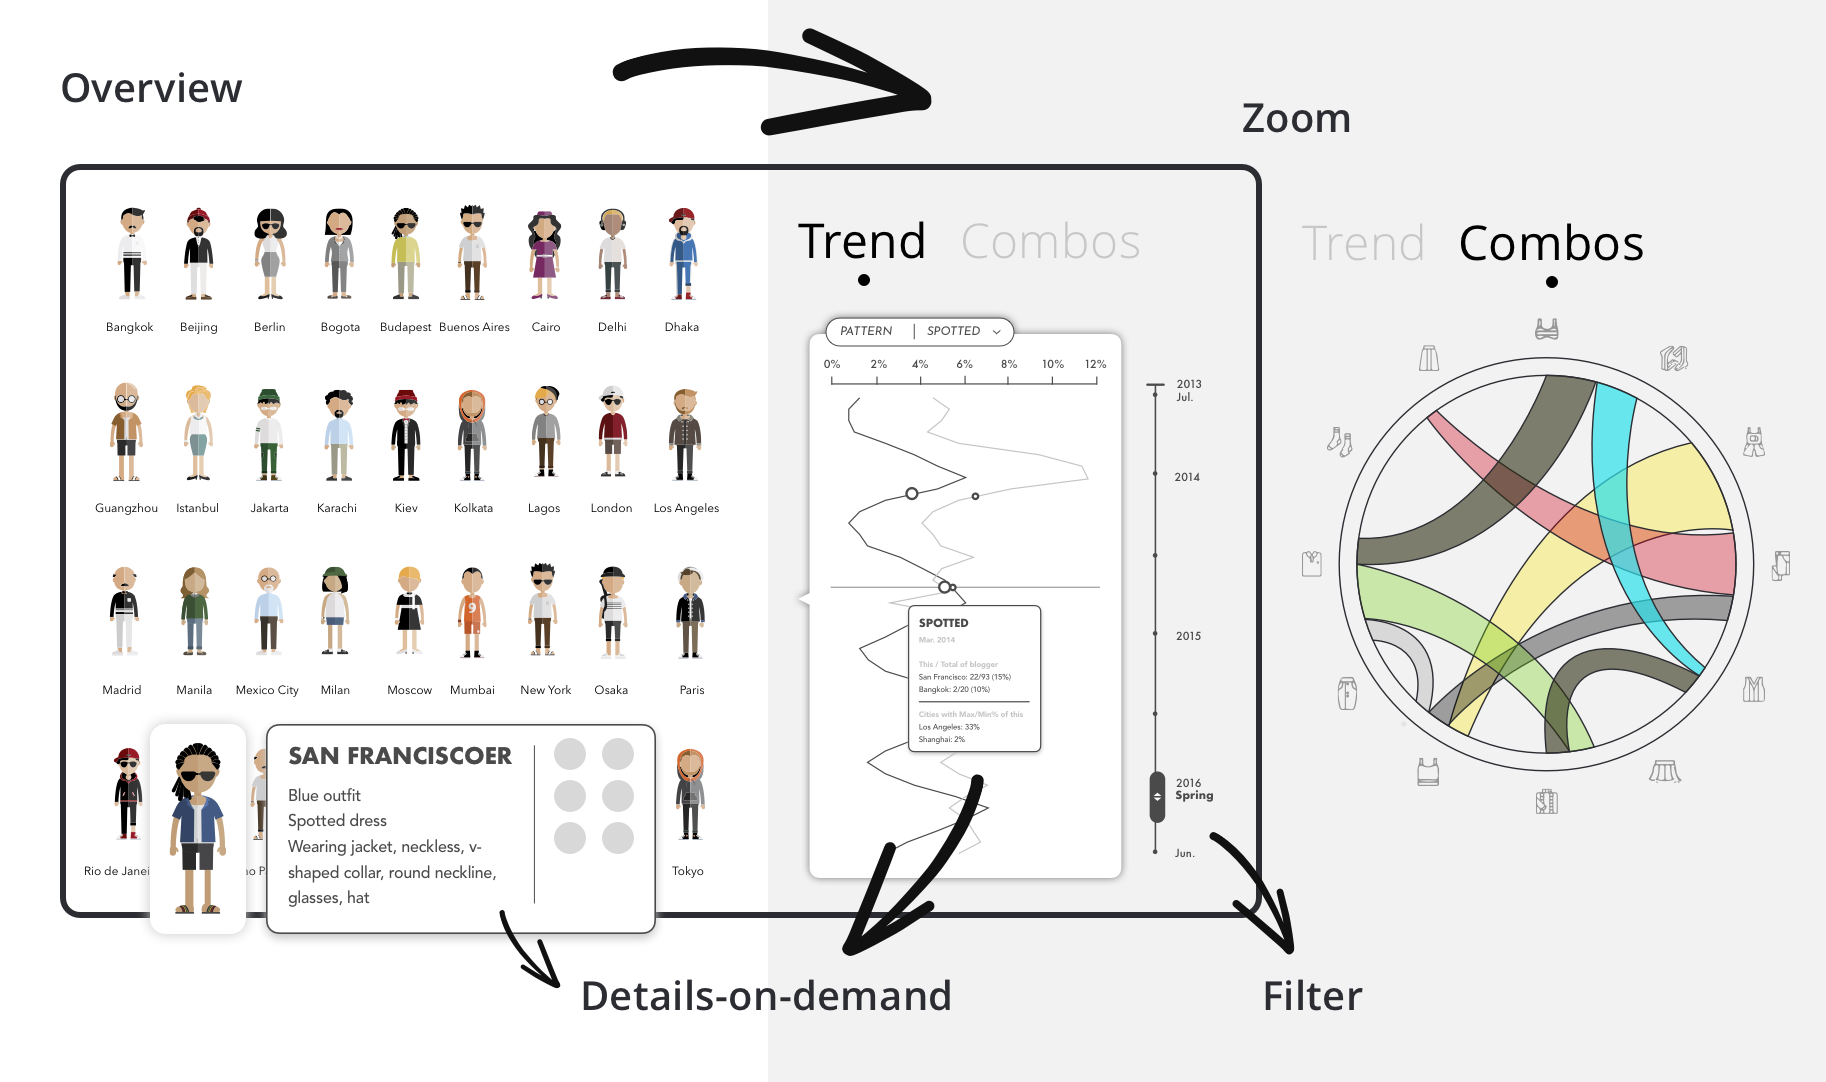 Overview
Zoom
Trend Combos
Trend Combos
Bangkok Beijing Berlin Bogota Budapest Buenos Aires Cairo Delhi Dhaka
Guangzhou Istanbul Jakarta Karachi Kiev Kolkata Lagos London Los Angeles
Madrid Manila Mexico City Milan Moscow Mumbai New York Osaka Paris
Rio de Janei
Tokyo
9
SAN FRANCISCOER
Blue outfit
Spotted dress
Wearing jacket, neckless, v-
shaped collar, round neckline,
glasses, hat
PATTERN | SPOTTED
0% 2% 4% 6% 8% 10% 12%
SPOTTED
Mar. 2014
This / Total of blogger
San Francisco: 22/93 (15%)
Bangkok: 2/20 (10%)
Cities with Max/Min% of this
Los Angeles: 33%
Shanghai: 2%
2013
Jul.
2014
2015
2016
Spring
Jun.
Details-on-demand
Filter